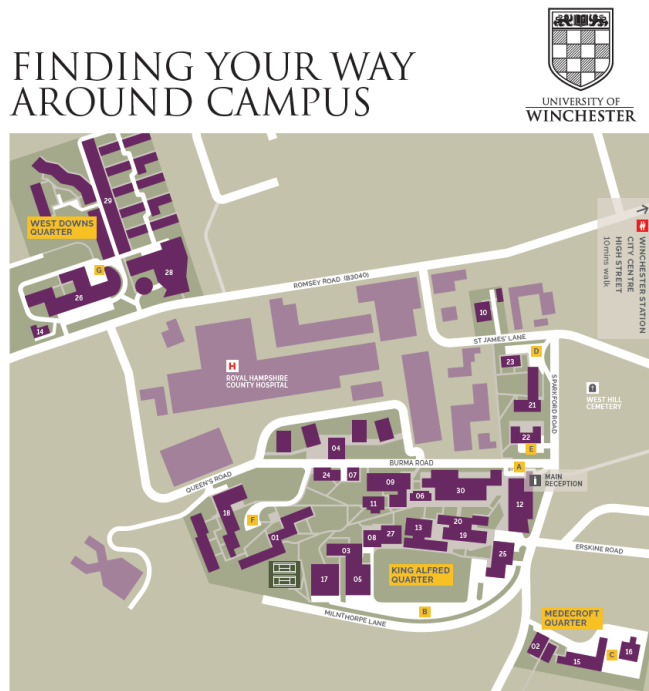 FINDING YOUR WAY
AROUND CAMPUS
UNIVERSITY OF
WINCHESTER
WEST DOWNS
QUARTER
29
G
28
26
14
ROMSEY ROAD (B3040)
WINCHESTER STATION
CITY CENTRE
HIGH STREET
10mins walk
10
ST JAMES' LANE
D
23
H
ROYAL HAMPSHIRE
COUNTY HOSPITAL
SPARKFORD ROAD
WEST HILL
CEMETERY
21
22
E
04
BURMA ROAD
A
QUEEN'S ROAD
24
07
09
06
30
i
MAIN
RECEPTION
11
12
18
F
01
13
20
19
08
27
03
25
ERSKINE ROAD
17
05
KING ALFRED
QUARTER
B
MILNTHORPE LANE
MEDECROFT
QUARTER
02
15
C
16